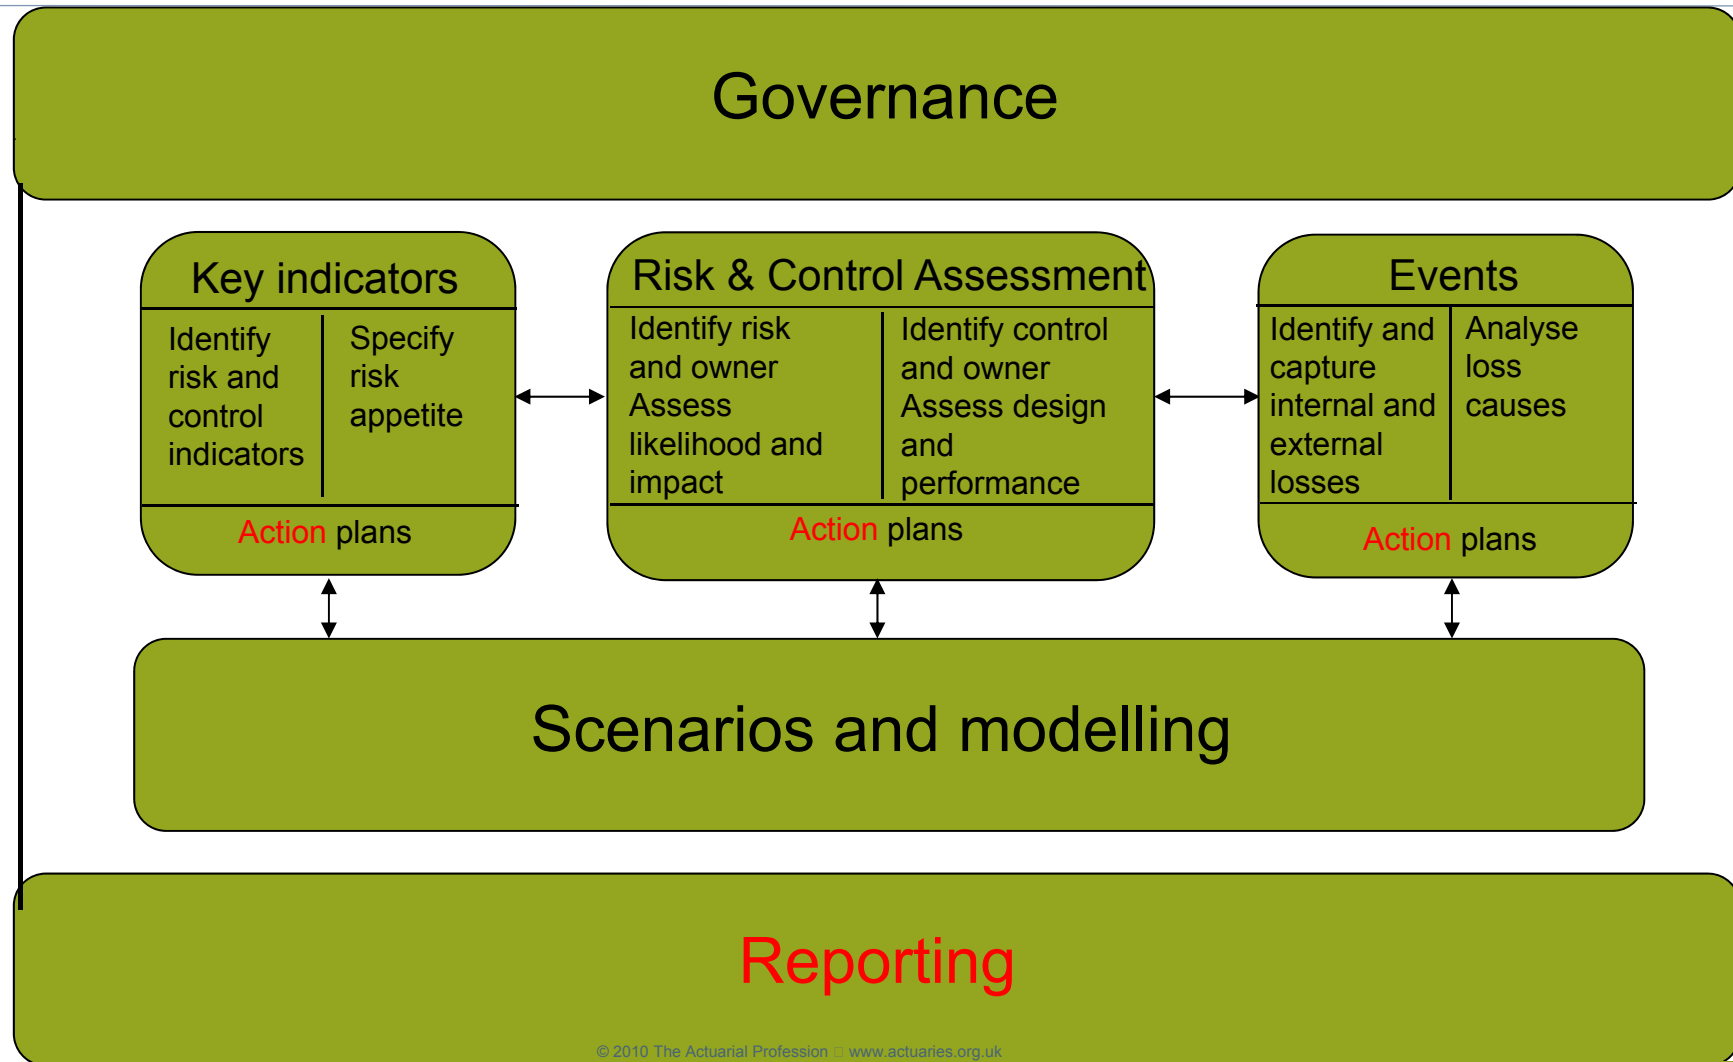 Governance
Key indicators
Identify
risk and
control
indicators
Specify
risk
appetite
Action plans
Risk & Control Assessment
Identify risk
and owner
Assess
likelihood and
impact
Identify control
and owner
Assess design
and
performance
Action plans
Events
Identify and
capture
internal and
external
losses
Analyse
loss
causes
Action plans
Scenarios and modelling
Reporting
© 2010 The Actuarial Profession □ www.actuaries.org.uk